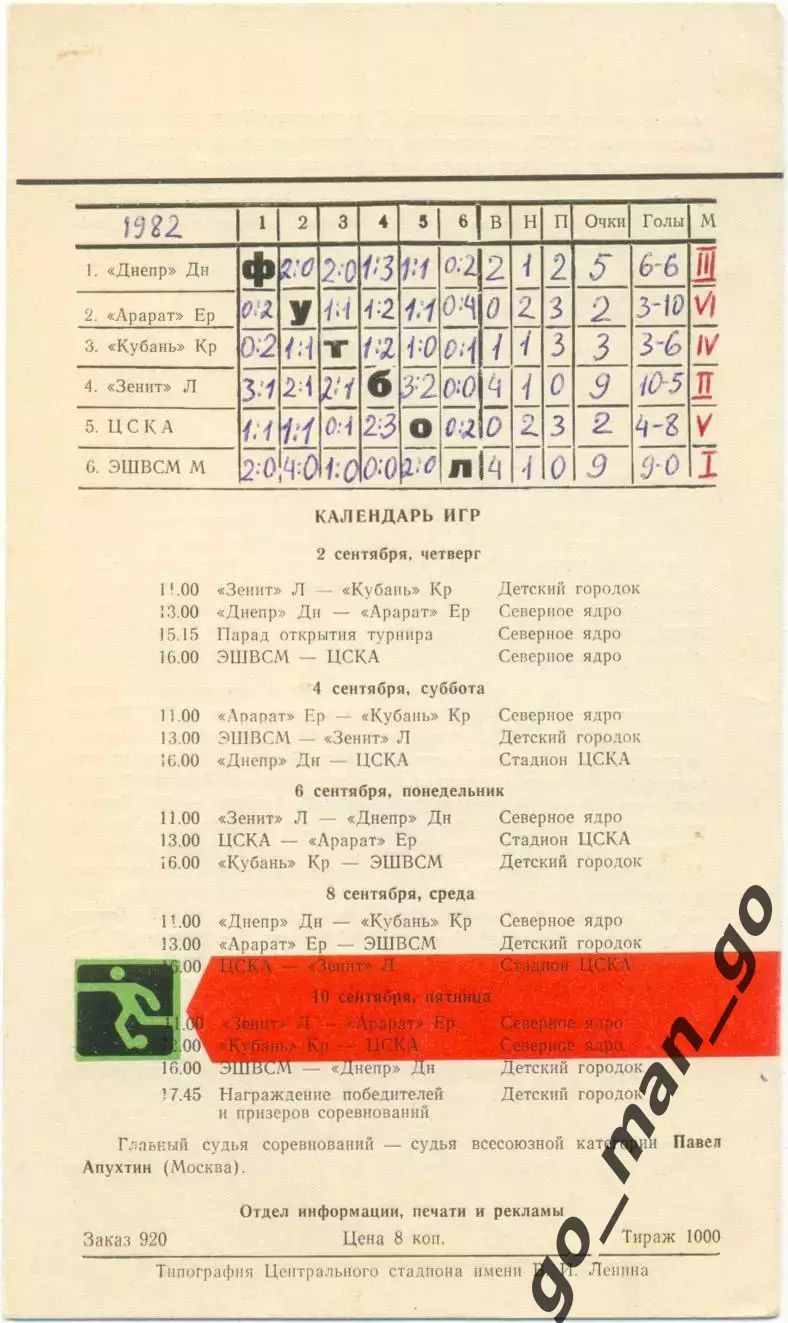 1982 1 2 3 4 5 6 В Н П Очки Голы М
1. «Днепр» Дн Ф 2:0 2:0 1:3 1:1 0:2 2 1 2 5 6-6 III
2. «Арарат» Ер 0:2 у 1:1 1:2 1:1 0:4 0 2 3 2 3-10 VI
3. «Кубань» Кр 0:2 1:1 т 1:2 1:0 0:1 1 1 3 3 3-6 IV
4. «Зенит» Л 3:1 2:1 2:1 б 3:2 0:0 4 1 0 9 10-5 II
5. ЦСКА 1:1 1:1 0:1 2:3 о 0:2 0 2 3 2 4-8 V
6. ЭШВСМ М 2:0 4:0 1:0 0:0 2:0 л 4 1 0 9 9-0 I
КАЛЕНДАРЬ ИГР
2 сентября, четверг
11.00 «Зенит» Л — «Кубань» Кр Детский городок
13.00 «Днепр» Дн — «Арарат» Ер Северное ядро
15.15 Парад открытия турнира Северное ядро
16.00 ЭШВСМ — ЦСКА Северное ядро
4 сентября, суббота
11.00 «Арарат» Ер — «Кубань» Кр Северное ядро
13.00 ЭШВСМ — «Зенит» Л Детский городок
16.00 «Днепр» Дн — ЦСКА Стадион ЦСКА
6 сентября, понедельник
11.00 «Зенит» Л — «Днепр» Дн Северное ядро
13.00 ЦСКА — «Арарат» Ер Стадион ЦСКА
16.00 «Кубань» Кр — ЭШВСМ Детский городок
8 сентября, среда
11.00 «Днепр» Дн — «Кубань» Кр Северное ядро
13.00 «Арарат» Ер — ЭШВСМ Детский городок
16.00 ЦСКА — «Зенит» Л Стадион ЦСКА
10 сентября, пятница
11.00 «Зенит» Л — «Арарат» Ер Северное ядро
«Кубань» Кр — ЦСКА Северное ядро
16.00 ЭШВСМ — «Днепр» Дн Детский городок
17.45 Награждение победителей Детский городок
и призеров соревнований
Главный судья соревнований — судья всесоюзной категории Павел
Апухтин (Москва).
Отдел информации, печати и рекламы
Заказ 920 Цена 8 коп. Тираж 1000
Типография Центрального стадиона имени В. И. Ленина
go_man_go